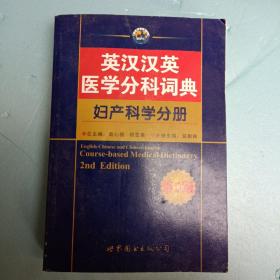 英汉汉英
医学分科词典
妇产科学分册
English-Chinese and Chinese-English
Course-based Medical Dictionary
2nd Edition
世界图书出版公司